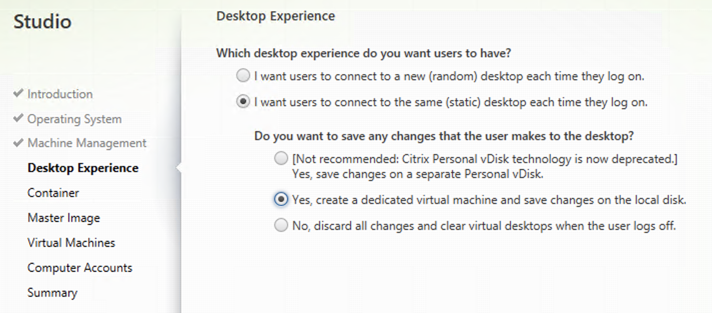 Studio
Introduction
Operating System
Machine Management
Desktop Experience
Container
Master Image
Virtual Machines
Computer Accounts
Summary
Desktop Experience
Which desktop experience do you want users to have?
I want users to connect to a new (random) desktop each time they log on.
I want users to connect to the same (static) desktop each time they log on.
Do you want to save any changes that the user makes to the desktop?
[Not recommended: Citrix Personal vDisk technology is now deprecated.]
Yes, save changes on a separate Personal vDisk.
Yes, create a dedicated virtual machine and save changes on the local disk.
No, discard all changes and clear virtual desktops when the user logs off.